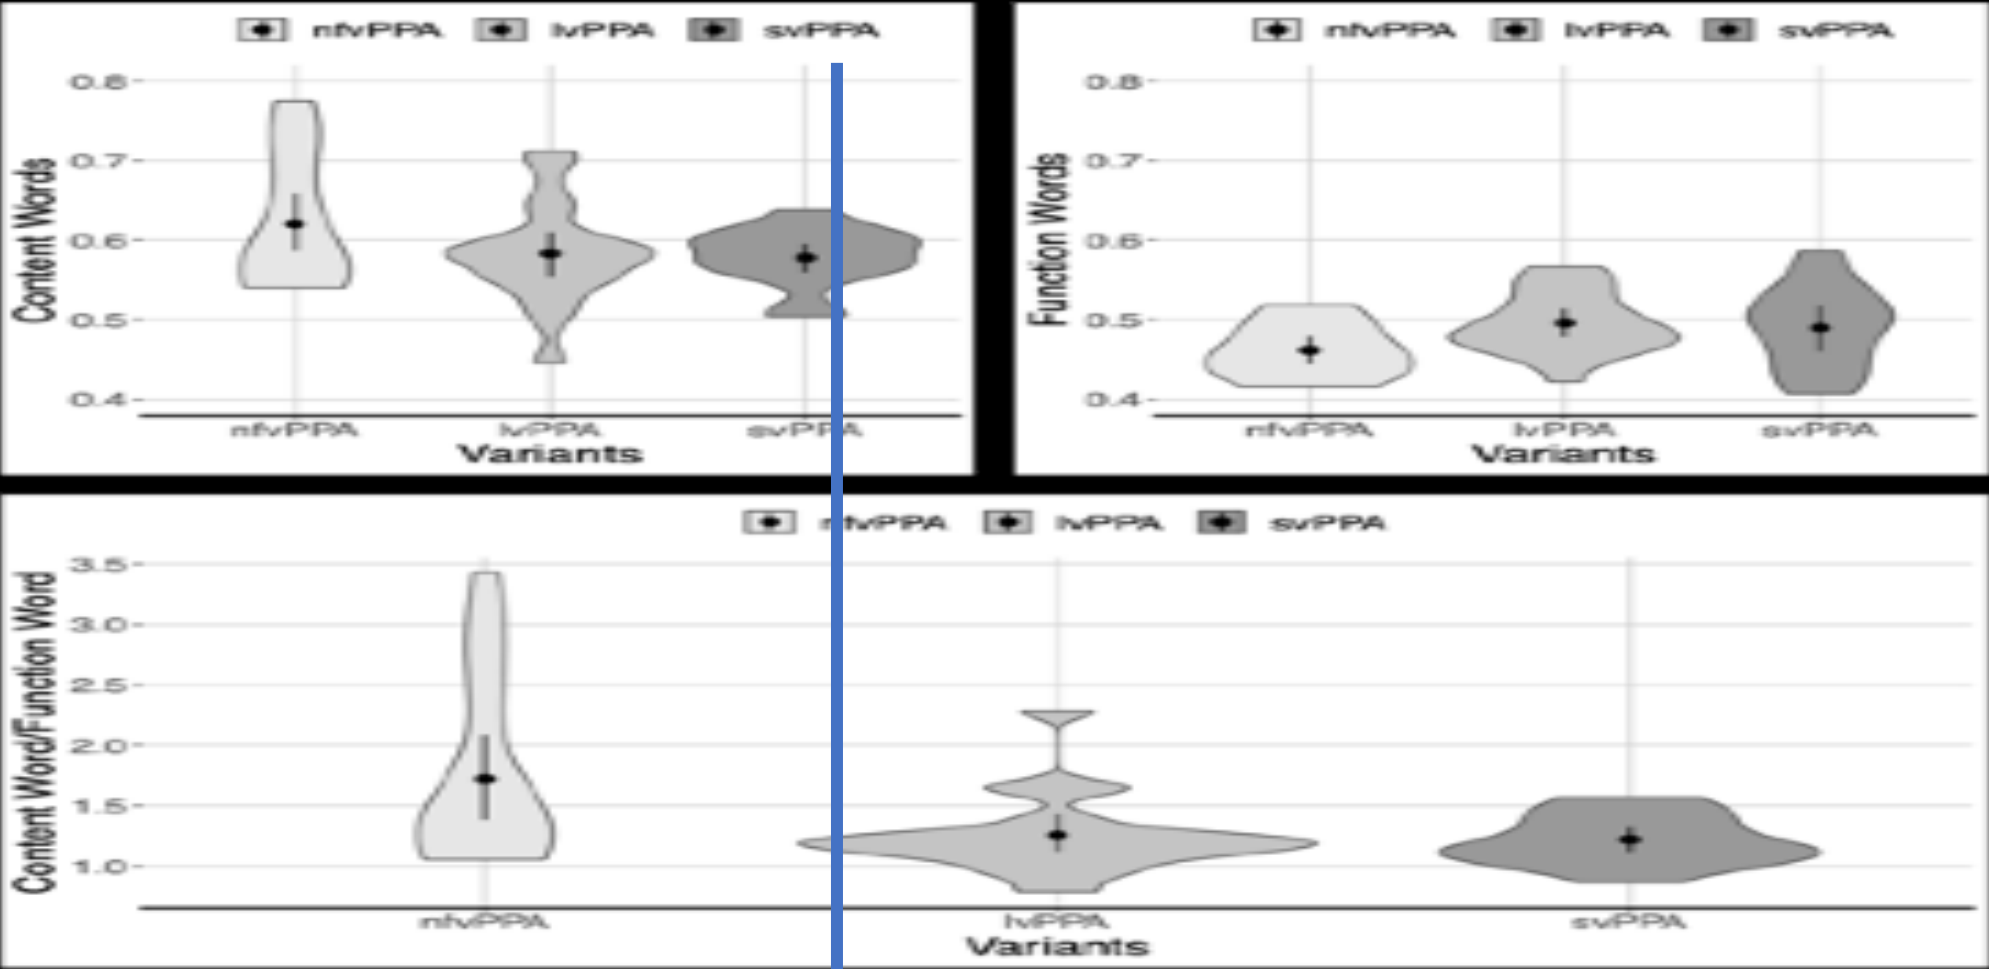 nfvPPA lvPPA svPPA
Content Words
0.8
0.7
0.6
0.5
0.4
nfvPPA lvPPA svPPA
Variants
nfvPPA lvPPA svPPA
Function Words
0.8
0.7
0.6
0.5
0.4
nfvPPA lvPPA svPPA
Variants
nfvPPA lvPPA svPPA
Content Word/Function Word
3.5
3.0
2.5
2.0
1.5
1.0
nfvPPA lvPPA svPPA
Variants